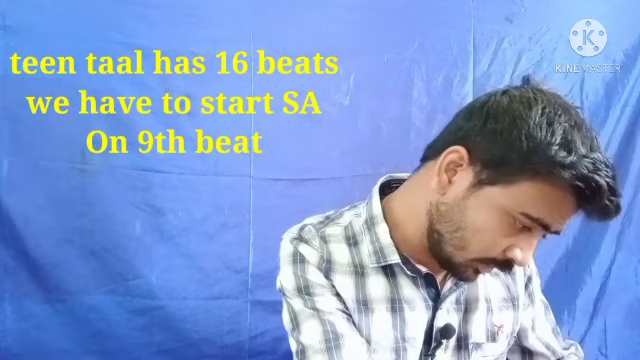 teen taal has 16 beats
we have to start SA
On 9th beat
KINEMASTER